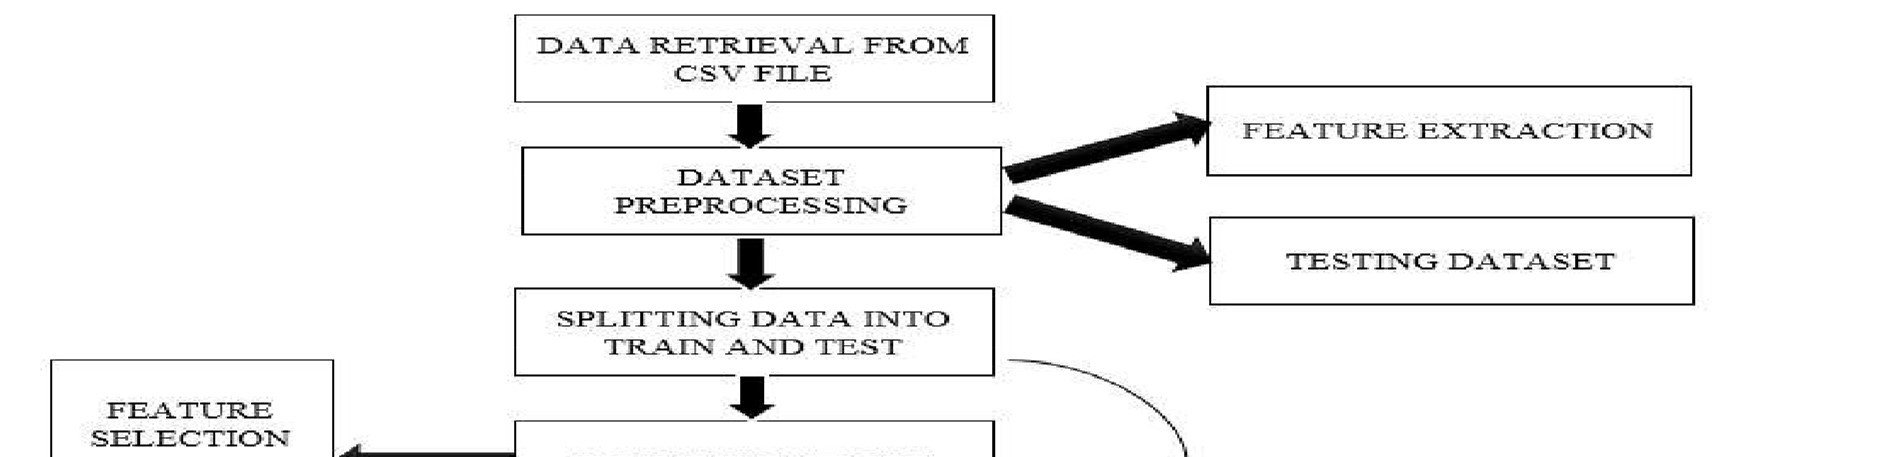 DATA RETRIEVAL FROM
CSV FILE
FEATURE EXTRACTION
DATASET
PREPROCESSING
TESTING DATASET
SPLITTING DATA INTO
TRAIN AND TEST
FEATURE
SELECTION